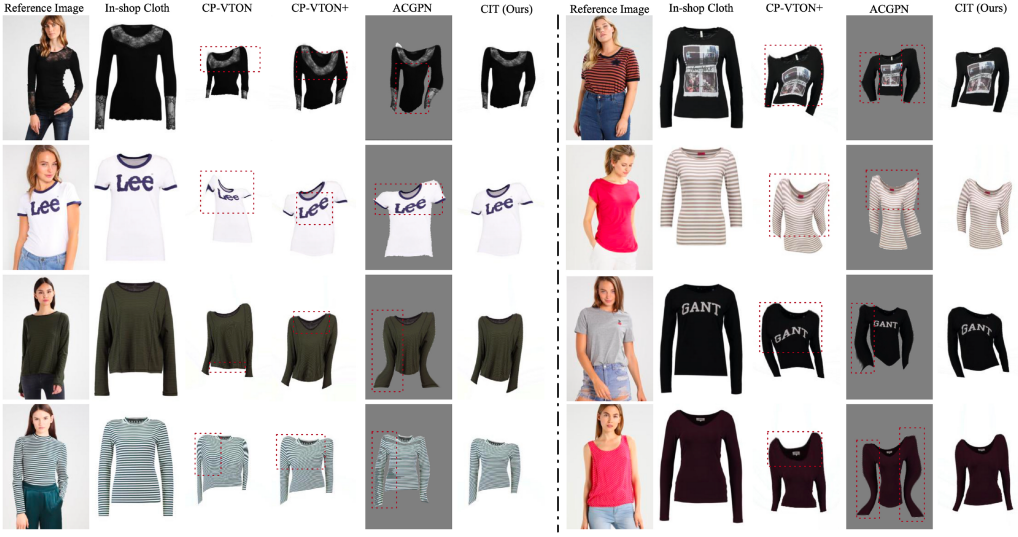 Reference Image In-shop Cloth CP-VTON CP-VTON+ ACGPN CIT (Ours) Reference Image In-shop Cloth CP-VTON+ ACGPN CIT (Ours)
Lee Lee Lee Lee Lee Lee
GANT GANT GANT GANT